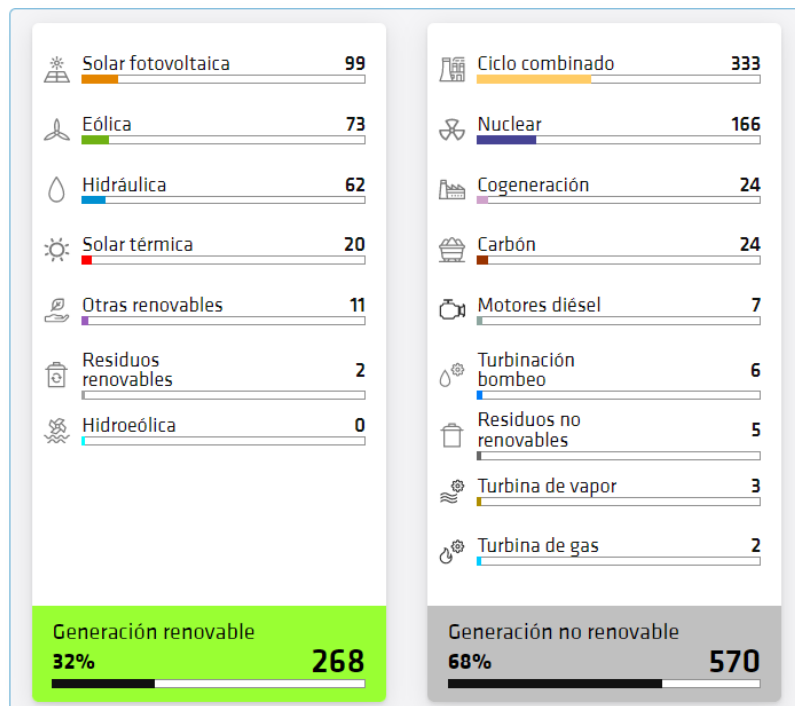 Solar fotovoltaica 99
Eólica 73
Hidráulica 62
Solar térmica 20
Otras renovables 11
Residuos
renovables 2
Hidroeólica 0
Generación renovable
32% 268
Ciclo combinado 333
Nuclear 166
Cogeneración 24
Carbón 24
Motores diésel 7
Turbinación
bombeo 6
Residuos no
renovables 5
Turbina de vapor 3
Turbina de gas 2
Generación no renovable
68% 570